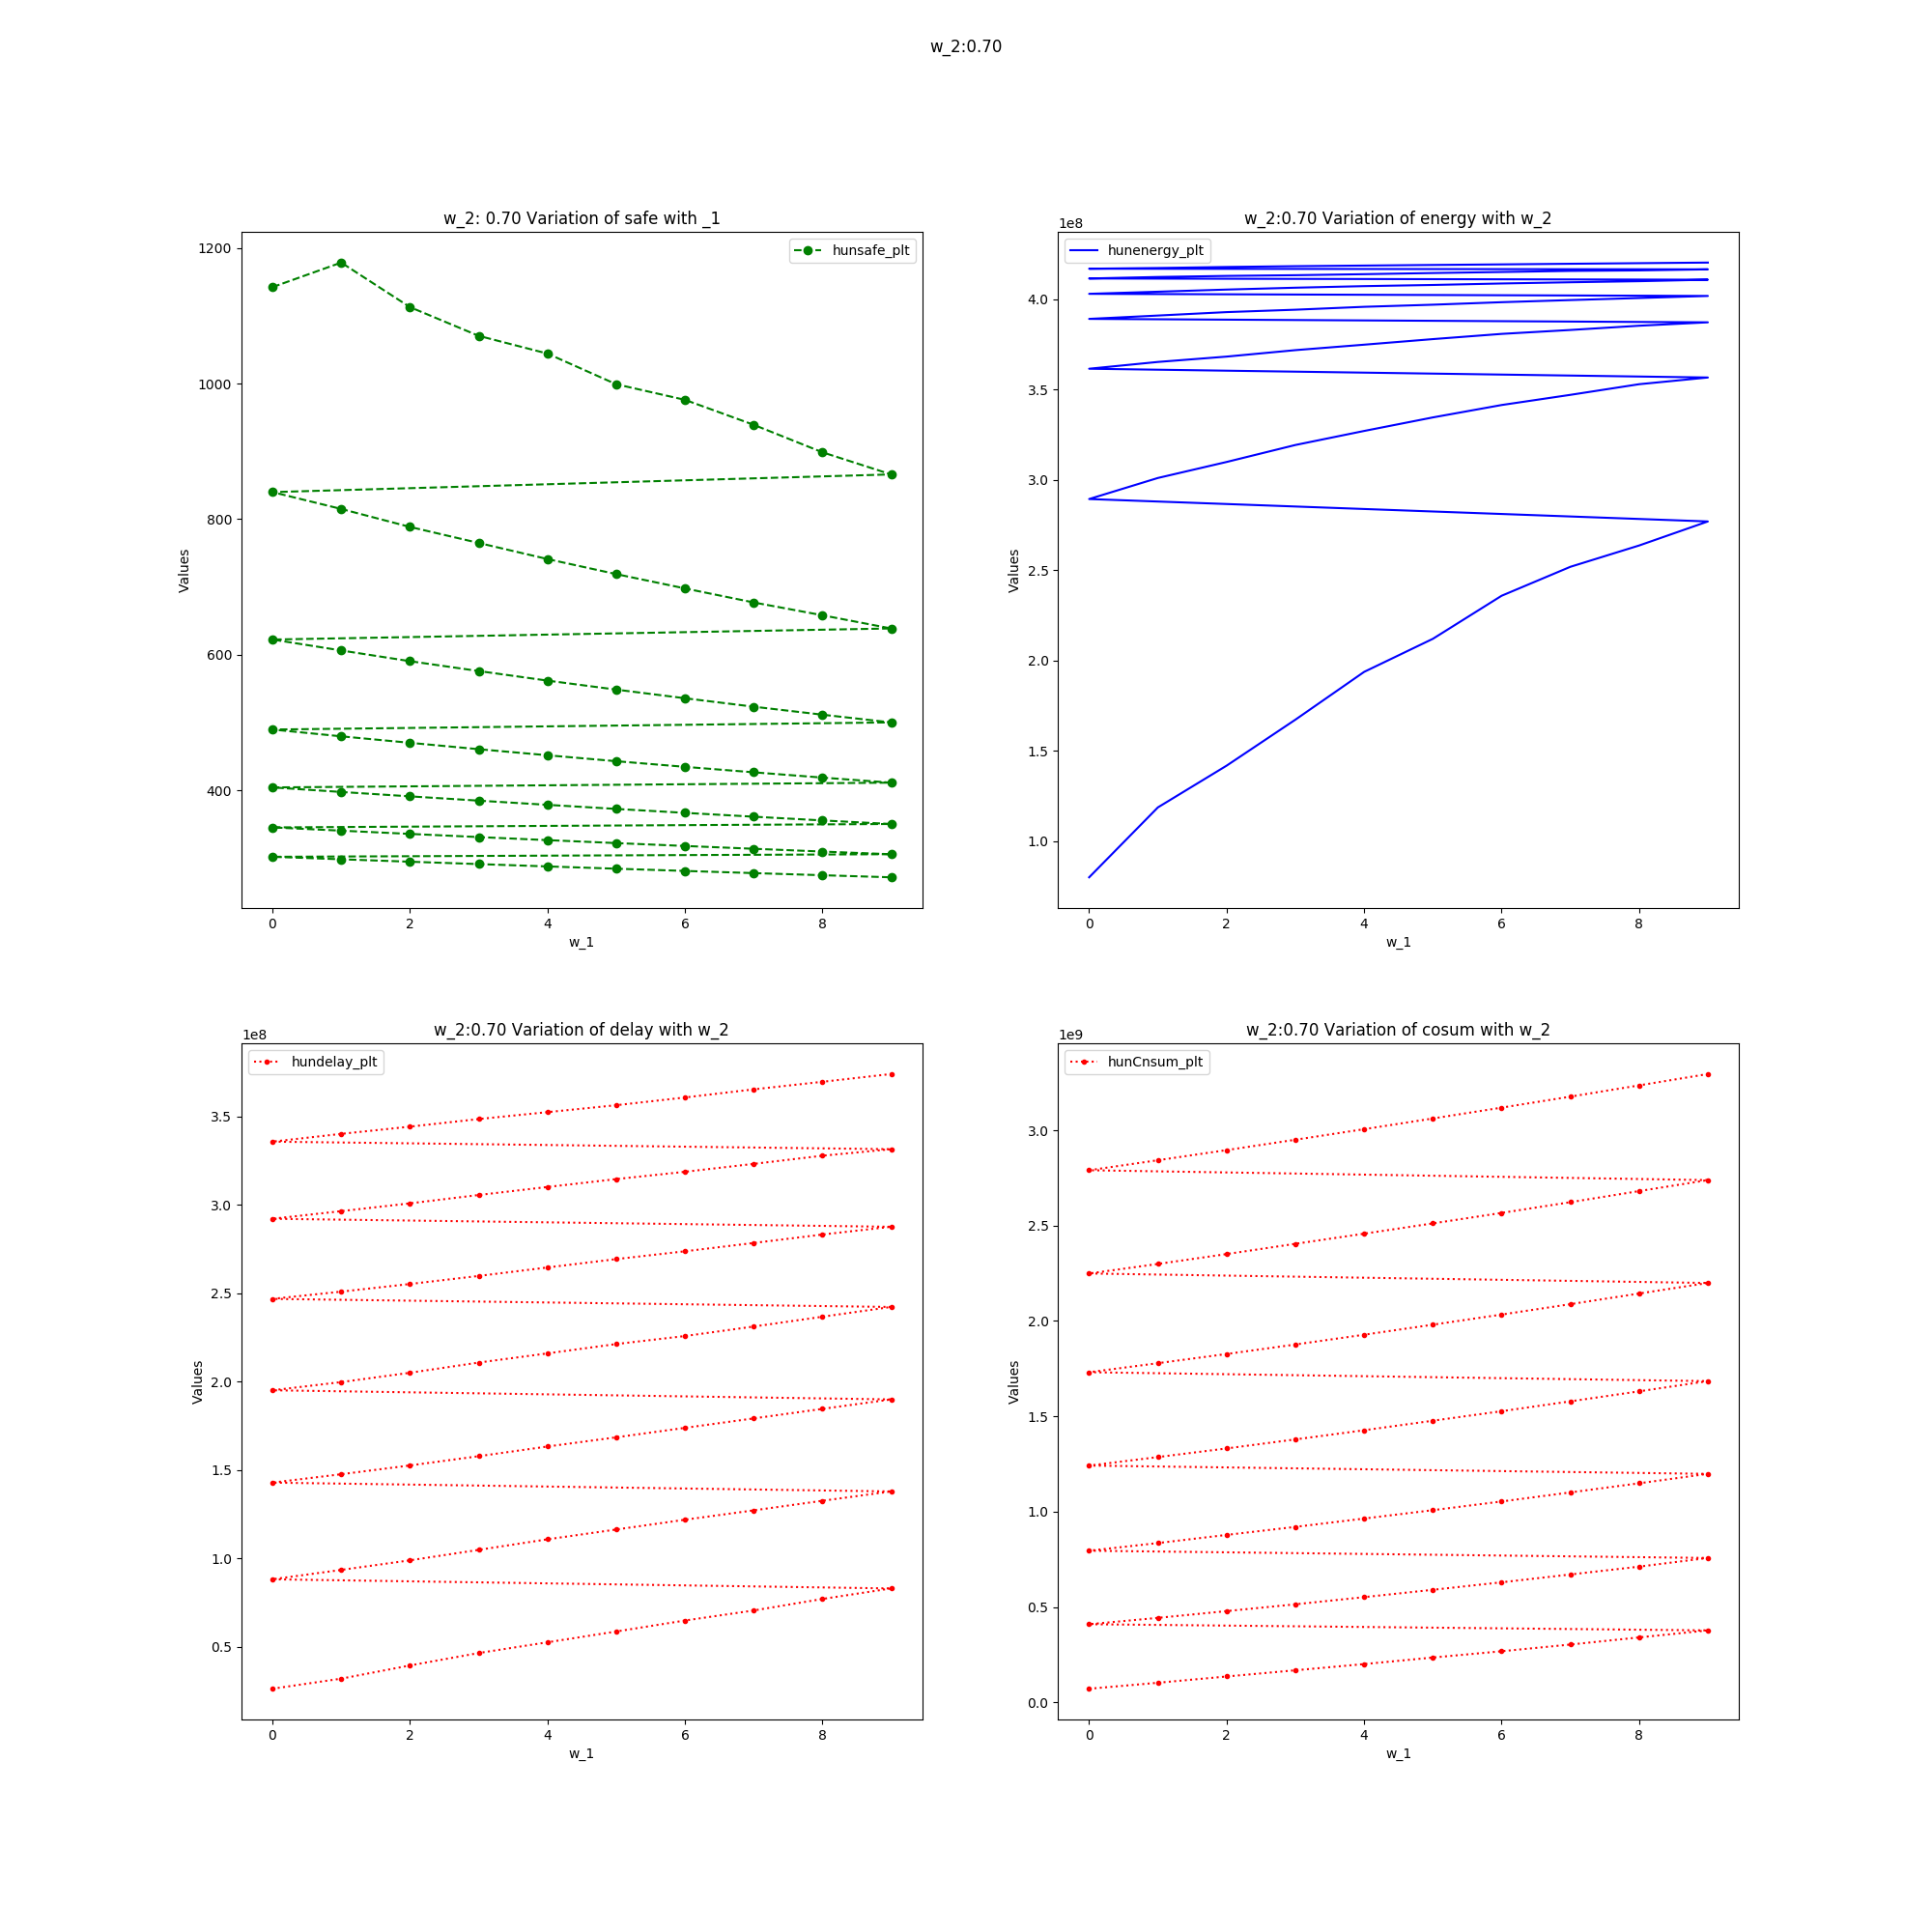 w_2:0.70
w_2: 0.70 Variation of safe with _1
hunsafe_plt
1200
1000
800
600
400
Values
0 2 4 6 8
w_1
w_2:0.70 Variation of energy with w_2
1e8
hunenergy_plt
4.0
3.5
3.0
2.5
2.0
1.5
1.0
Values
0 2 4 6 8
w_1
w_2:0.70 Variation of delay with w_2
1e8
hundelay_plt
3.5
3.0
2.5
2.0
1.5
1.0
0.5
Values
0 2 4 6 8
w_1
w_2:0.70 Variation of cosum with w_2
1e9
hunCnsum_plt
3.0
2.5
2.0
1.5
1.0
0.5
0.0
Values
0 2 4 6 8
w_1